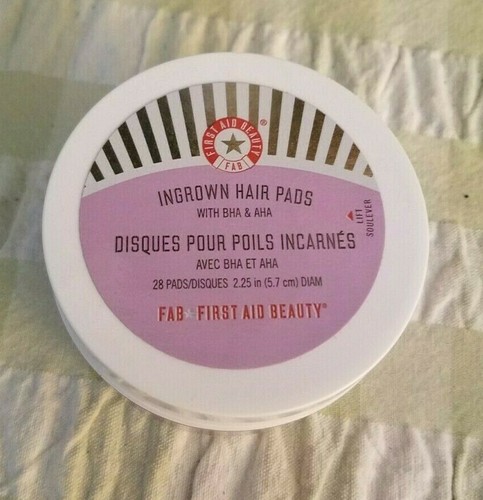 FIRST AID BEAUTY®
FAB
INGROWN HAIR PADS
WITH BHA & AHA
◀ LIFT
SOULEVER
DISQUES POUR POILS INCARNÉS
AVEC BHA ET AHA
28 PADS/DISQUES 2.25 in (5.7 cm) DIAM
FAB★FIRST AID BEAUTY®